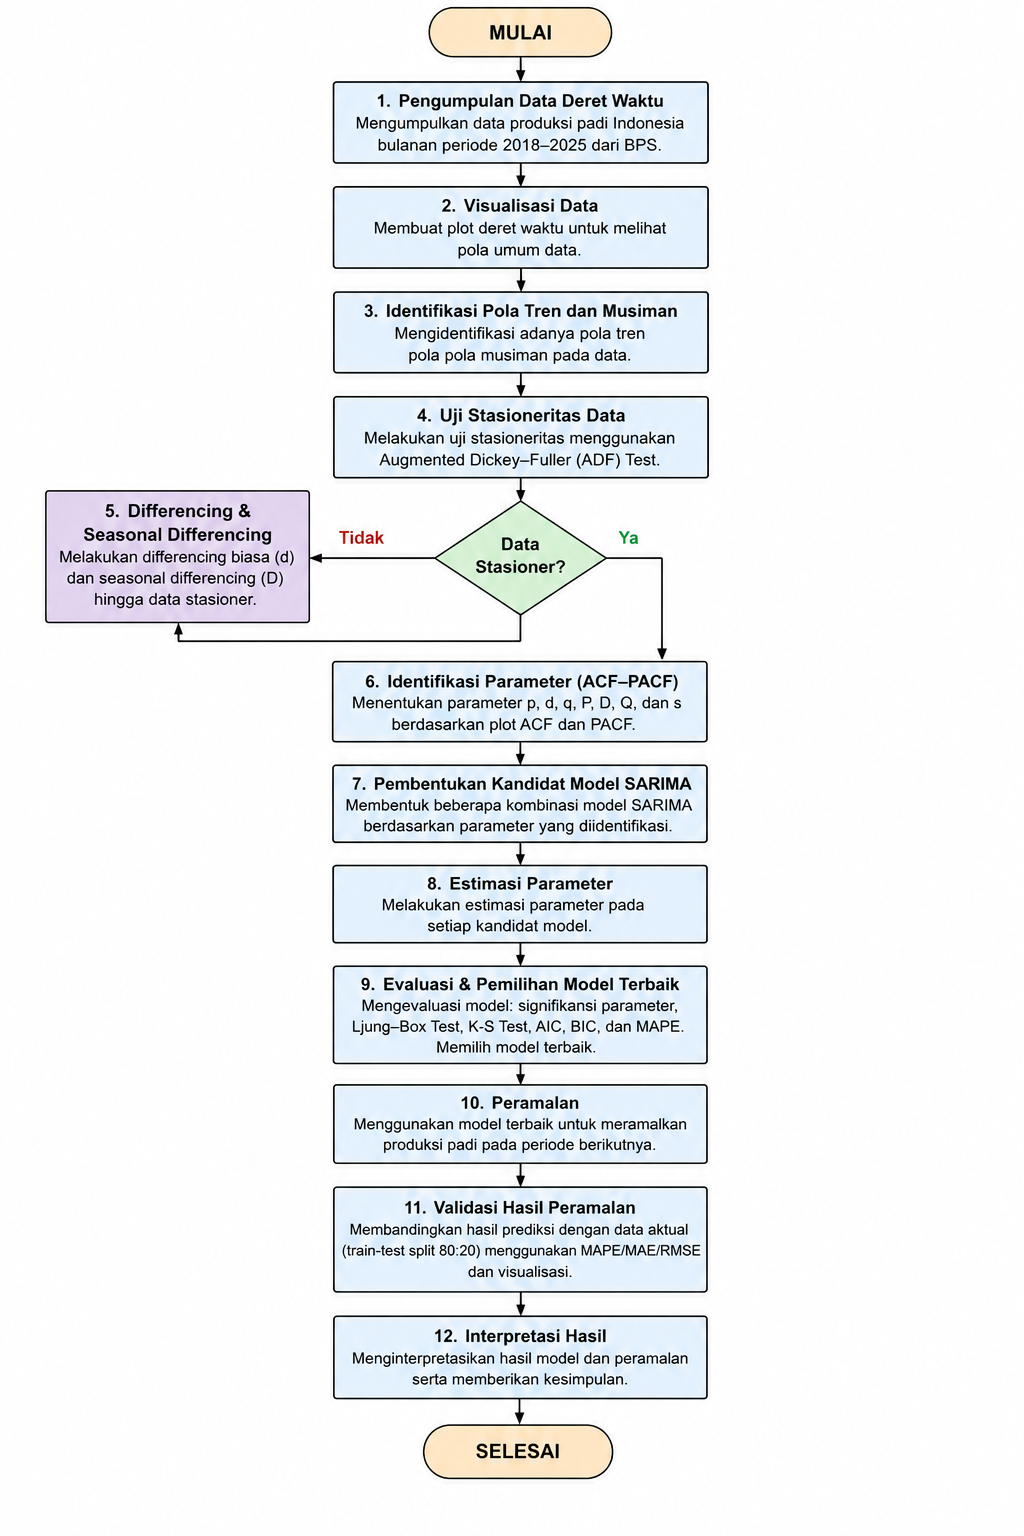 MULAI
1. Pengumpulan Data Deret Waktu
Mengumpulkan data produksi padi Indonesia
bulanan periode 2018–2025 dari BPS.
2. Visualisasi Data
Membuat plot deret waktu untuk melihat
pola umum data.
3. Identifikasi Pola Tren dan Musiman
Mengidentifikasi adanya pola tren
pola pola musiman pada data.
4. Uji Stasioneritas Data
Melakukan uji stasioneritas menggunakan
Augmented Dickey–Fuller (ADF) Test.
Data
Stasioner?
Tidak
Ya
5. Differencing &
Seasonal Differencing
Melakukan differencing biasa (d)
dan seasonal differencing (D)
hingga data stasioner.
6. Identifikasi Parameter (ACF–PACF)
Menentukan parameter p, d, q, P, D, Q, dan s
berdasarkan plot ACF dan PACF.
7. Pembentukan Kandidat Model SARIMA
Membentuk beberapa kombinasi model SARIMA
berdasarkan parameter yang diidentifikasi.
8. Estimasi Parameter
Melakukan estimasi parameter pada
setiap kandidat model.
9. Evaluasi & Pemilihan Model Terbaik
Mengevaluasi model: signifikansi parameter,
Ljung–Box Test, K-S Test, AIC, BIC, dan MAPE.
Memilih model terbaik.
10. Peramalan
Menggunakan model terbaik untuk meramalkan
produksi padi pada periode berikutnya.
11. Validasi Hasil Peramalan
Membandingkan hasil prediksi dengan data aktual
(train-test split 80:20) menggunakan MAPE/MAE/RMSE
dan visualisasi.
12. Interpretasi Hasil
Menginterpretasikan hasil model dan peramalan
serta memberikan kesimpulan.
SELESAI